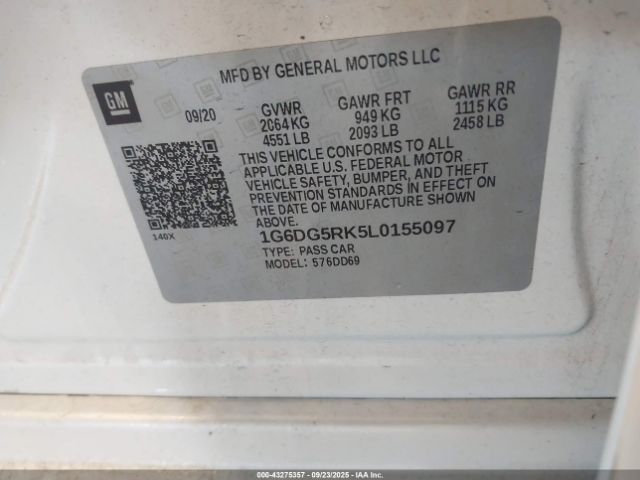 MFD BY GENERAL MOTORS LLC
GM
09/20
GVWR
2064 KG
4551 LB
GAWR FRT
949 KG
2093 LB
GAWR RR
1115 KG
2458 LB
THIS VEHICLE CONFORMS TO ALL
APPLICABLE U.S. FEDERAL MOTOR
VEHICLE SAFETY, BUMPER, AND THEFT
PREVENTION STANDARDS IN EFFECT ON
THE DATE OF MANUFACTURE SHOWN
ABOVE.
140X
1G6DG5RK5L0155097
TYPE: PASS CAR
MODEL: 576DD69
000-43275357 - 09/23/2025 - IAA Inc.